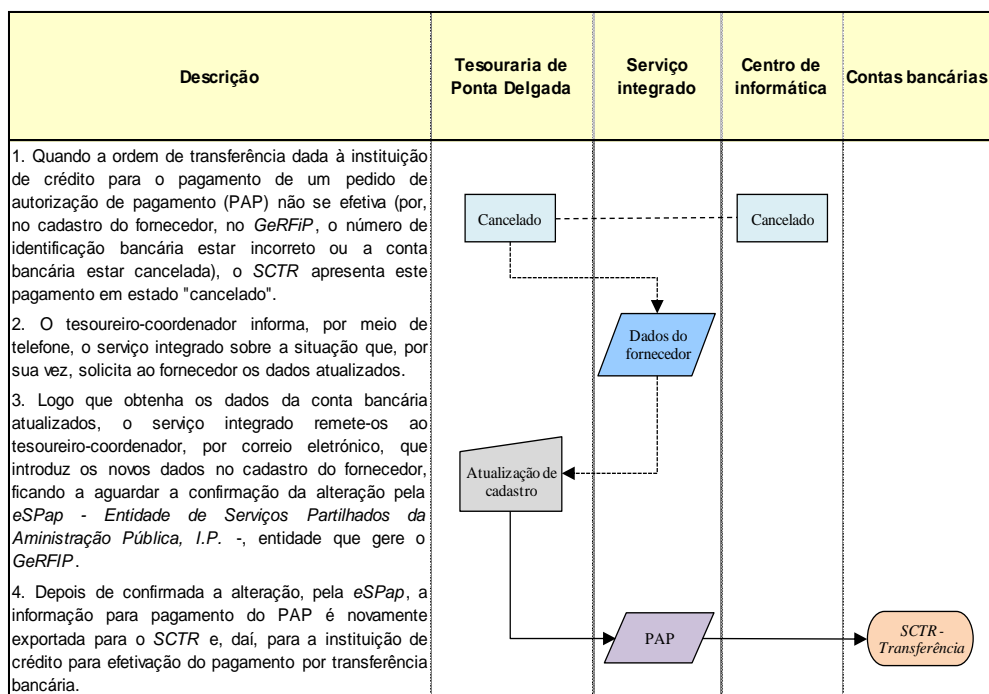 Descrição
Tesouraria de
Ponta Delgada
Serviço
integrado
Centro de
informática
Contas bancárias
1. Quando a ordem de transferência dada à instituição
de crédito para o pagamento de um pedido de
autorização de pagamento (PAP) não se efetiva (por,
no cadastro do fornecedor, no GeRFiP, o número de
identificação bancária estar incorreto ou a conta
bancária estar cancelada), o SCTR apresenta este
pagamento em estado "cancelado".
2. O tesoureiro-coordenador informa, por meio de
telefone, o serviço integrado sobre a situação que, por
sua vez, solicita ao fornecedor os dados atualizados.
3. Logo que obtenha os dados da conta bancária
atualizados, o serviço integrado remete-os ao
tesoureiro-coordenador, por correio eletrónico, que
introduz os novos dados no cadastro do fornecedor,
ficando a aguardar a confirmação da alteração pela
eSPap - Entidade de Serviços Partilhados da
Aministração Pública, I.P. -, entidade que gere o
GeRFIP.
4. Depois de confirmada a alteração, pela eSPap, a
informação para pagamento do PAP é novamente
exportada para o SCTR e, daí, para a instituição de
crédito para efetivação do pagamento por transferência
bancária.
Cancelado
Cancelado
Dados do
fornecedor
Atualização de
cadastro
PAP
SCTR -
Transferência